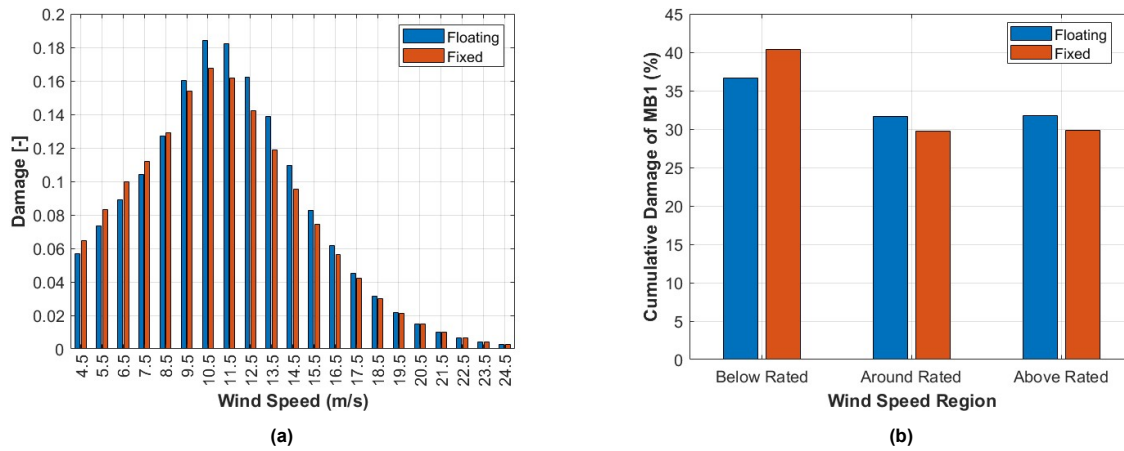 0.2
0.18
0.16
0.14
0.12
0.1
0.08
0.06
0.04
0.02
0
Damage [-]
Floating
Fixed
4.5 5.5 6.5 7.5 8.5 9.5 10.5 11.5 12.5 13.5 14.5 15.5 16.5 17.5 18.5 19.5 20.5 21.5 22.5 23.5 24.5
Wind Speed (m/s)
(a)
45
40
35
30
25
20
15
10
5
0
Cumulative Damage of MB1 (%)
Floating
Fixed
Below Rated Around Rated Above Rated
Wind Speed Region
(b)